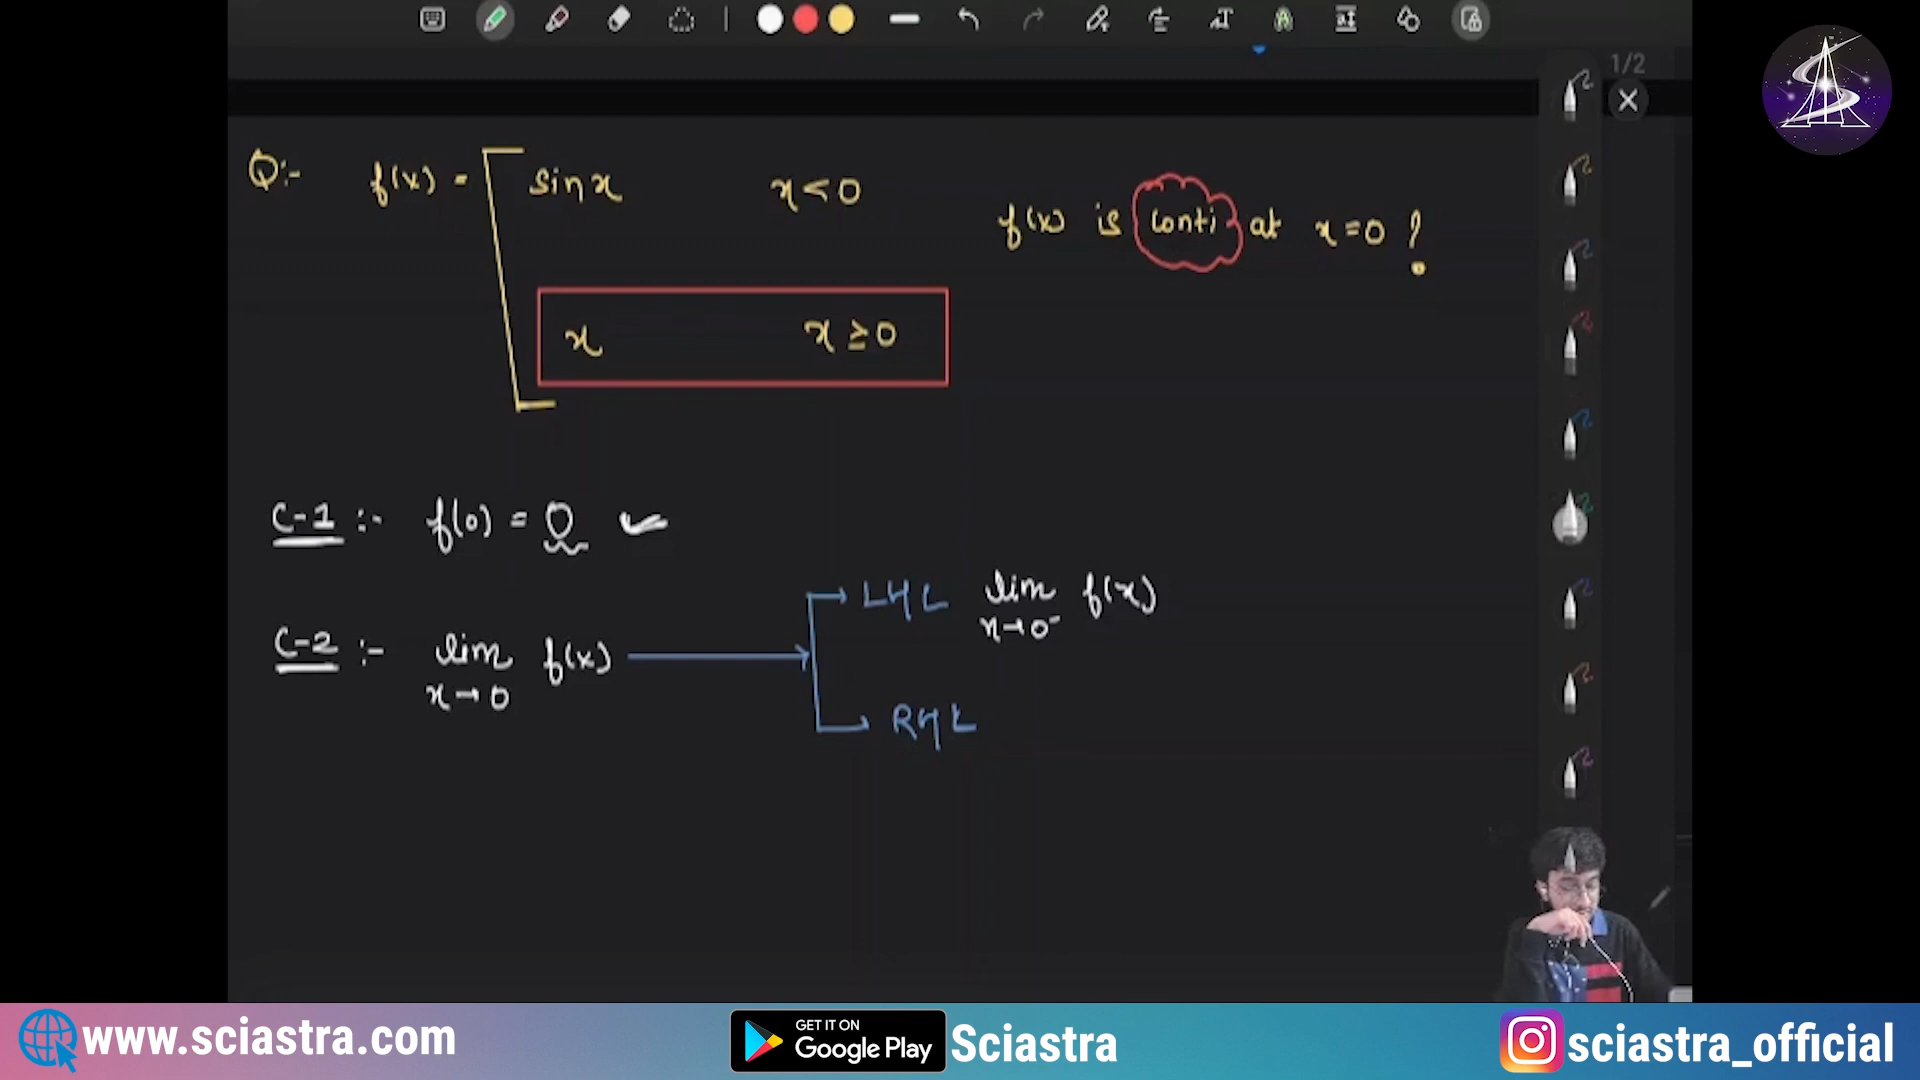 1/2
Q:- f(x) = sin x x < 0
f(x) is conti at x = 0 ?
x x ≥ 0
C-1 :- f(0) = 0 ✓
C-2 :- lim x→0 f(x)
LHL lim x→0⁻ f(x)
RHL
www.sciastra.com
GET IT ON
Google Play
Sciastra
sciastra_official